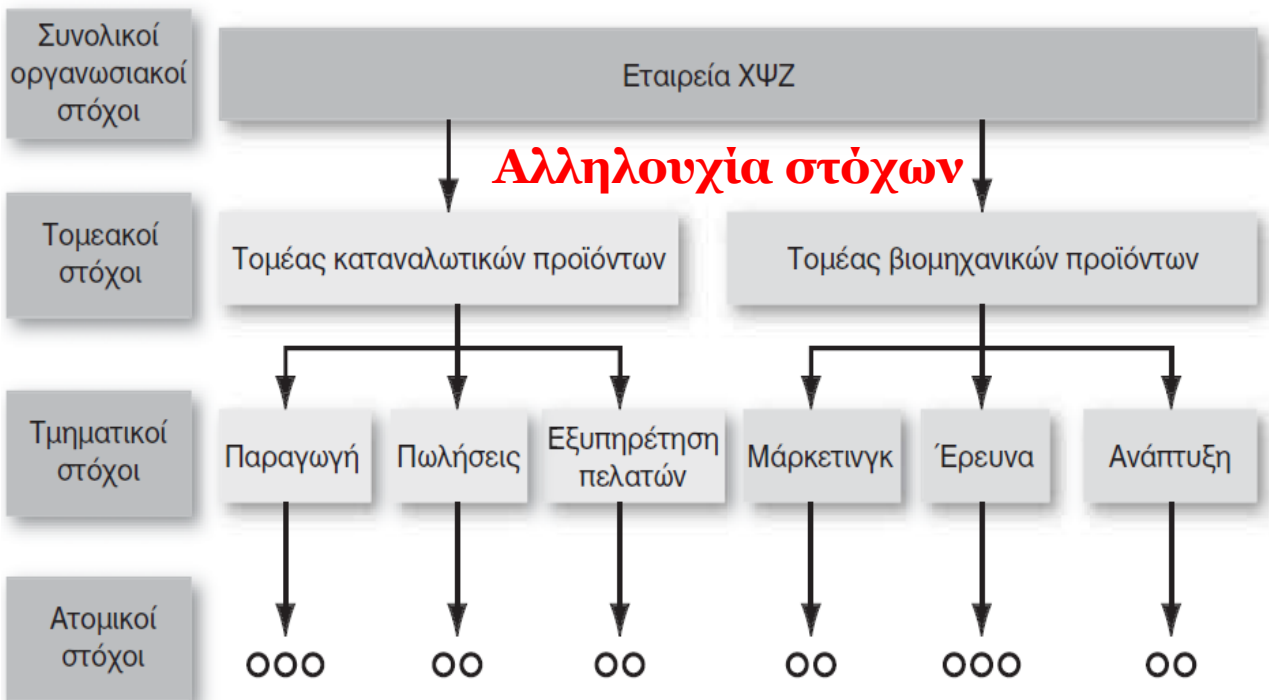 Συνολικοί
οργανωσιακοί
στόχοι
Εταιρεία ΧΨΖ
Αλληλουχία στόχων
Τομεακοί
στόχοι
Τομέας καταναλωτικών προϊόντων
Τομέας βιομηχανικών προϊόντων
Τμηματικοί
στόχοι
Παραγωγή
Πωλήσεις
Εξυπηρέτηση
πελατών
Μάρκετινγκ
Έρευνα
Ανάπτυξη
Ατομικοί
στόχοι